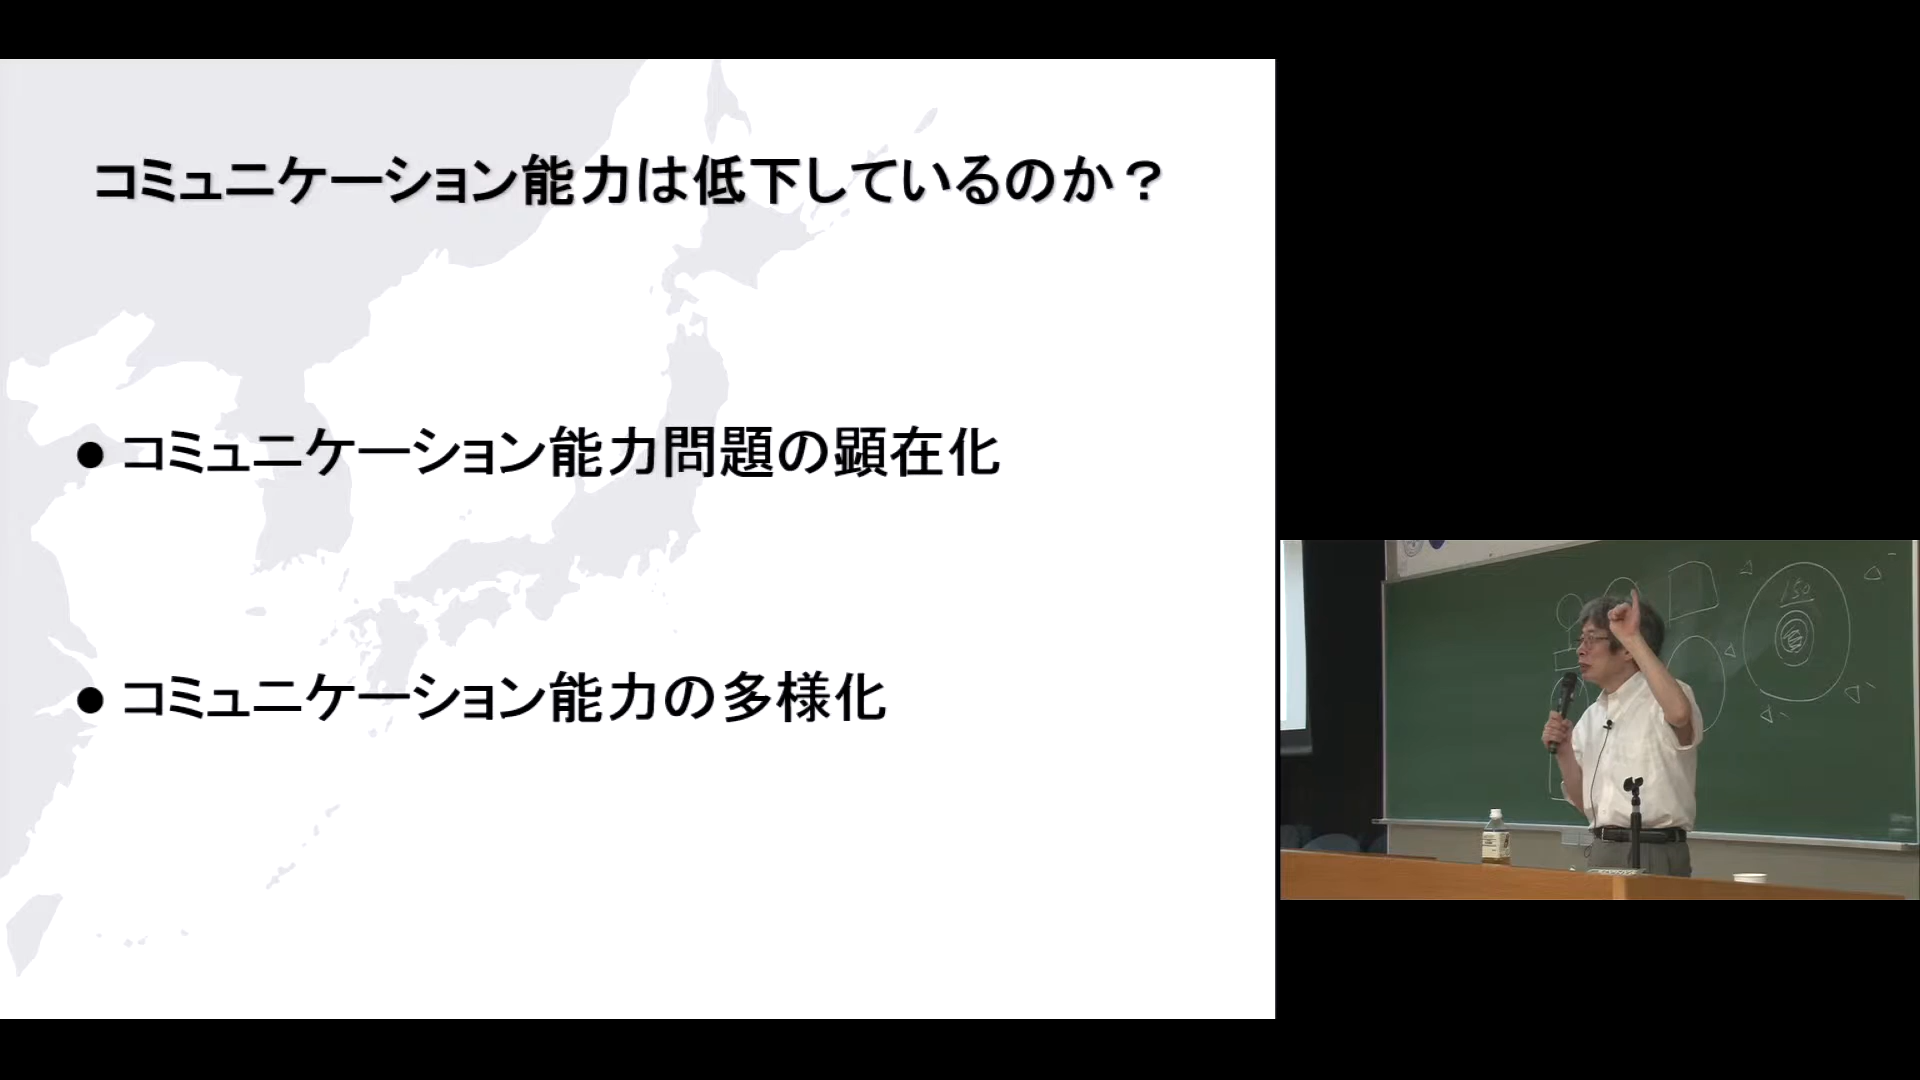 コミュニケーション能力は低下しているのか？
● コミュニケーション能力問題の顕在化
● コミュニケーション能力の多様化
150